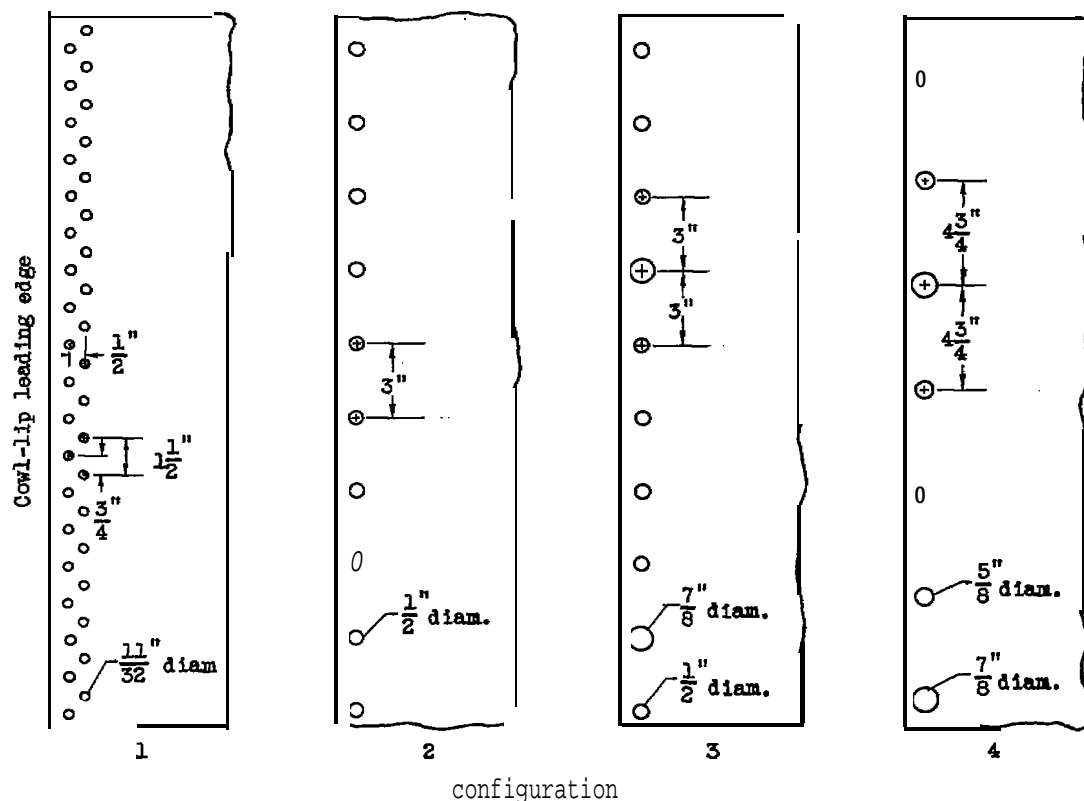 Cowl-lip leading edge
1/2"
1 1/2"
3/4"
11/32" diam
1
3"
1/2" diam.
2
3"
3"
7/8" diam.
1/2" diam.
3
4 3/4"
4 3/4"
5/8" diam.
7/8" diam.
4
configuration